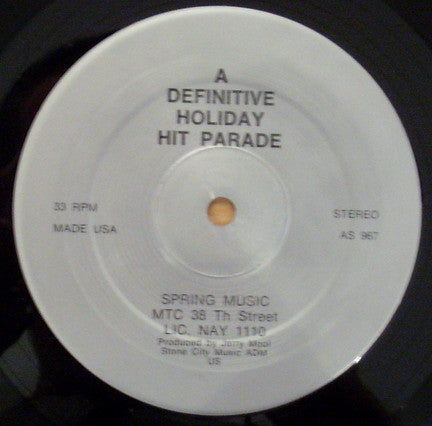 A
DEFINITIVE
HOLIDAY
HIT PARADE
33 RPM
MADE USA
STEREO
AS 967
SPRING MUSIC
MTC 38 Th Street
LIC. NAY 1110
Produced by Jerry Mool
Stone City Music ADM
US